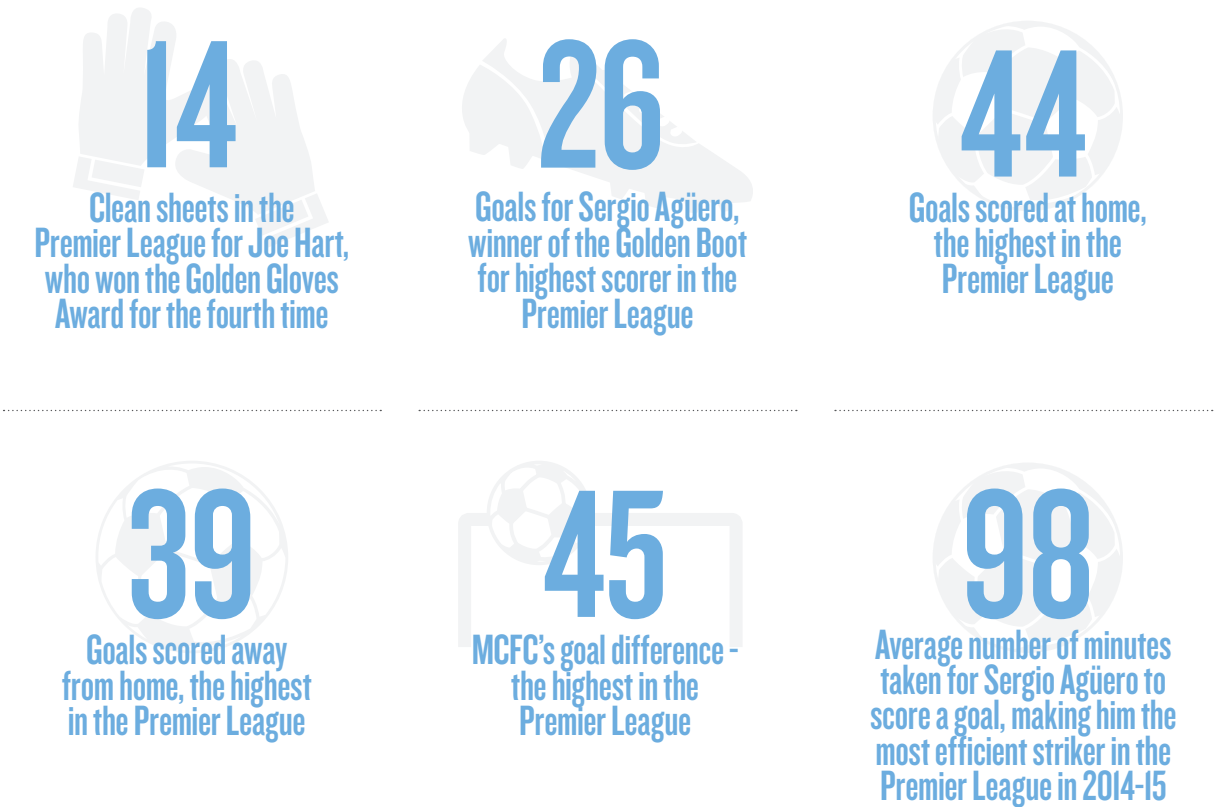 14
Clean sheets in the
Premier League for Joe Hart,
who won the Golden Gloves
Award for the fourth time
26
Goals for Sergio Agüero,
winner of the Golden Boot
for highest scorer in the
Premier League
44
Goals scored at home,
the highest in the
Premier League
39
Goals scored away
from home, the highest
in the Premier League
45
MCFC's goal difference -
the highest in the
Premier League
98
Average number of minutes
taken for Sergio Agüero to
score a goal, making him the
most efficient striker in the
Premier League in 2014-15